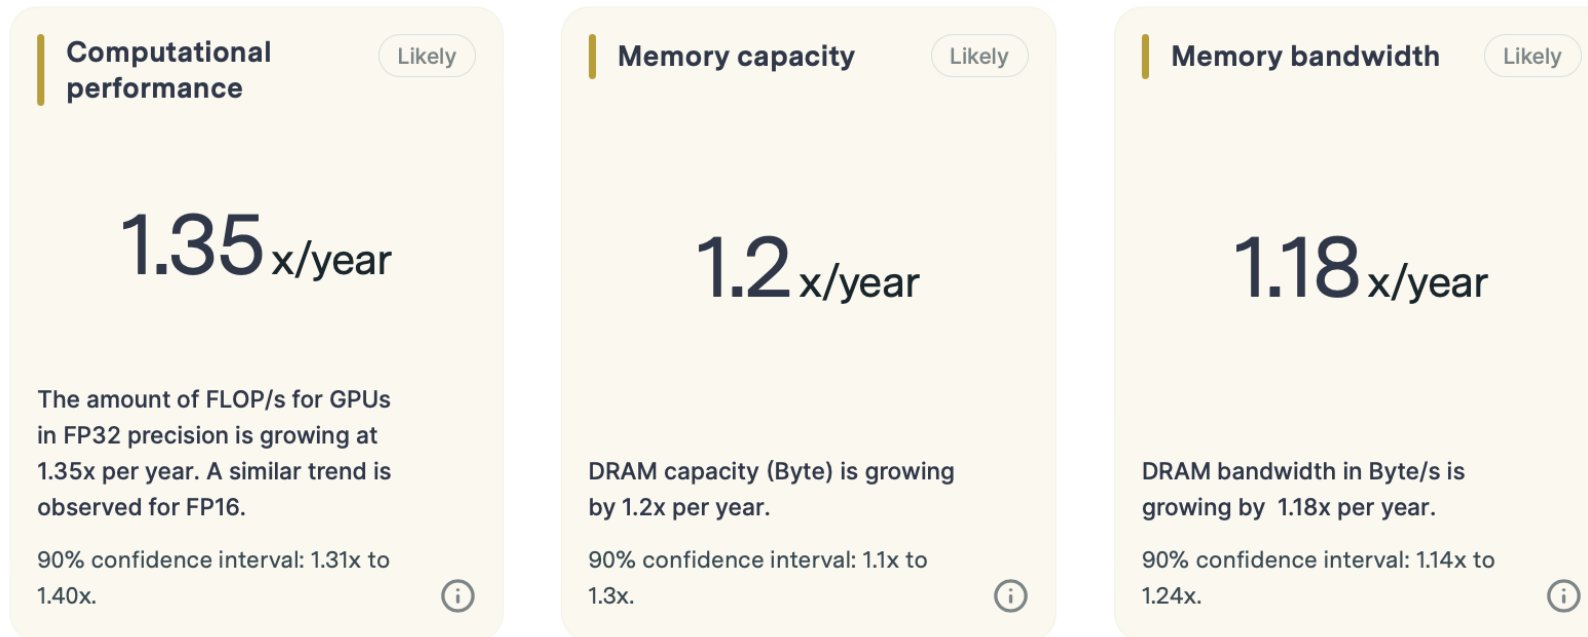 Computational
performance
Likely
1.35 x/year
The amount of FLOP/s for GPUs
in FP32 precision is growing at
1.35x per year. A similar trend is
observed for FP16.
90% confidence interval: 1.31x to
1.40x.
Memory capacity
Likely
1.2 x/year
DRAM capacity (Byte) is growing
by 1.2x per year.
90% confidence interval: 1.1x to
1.3x.
Memory bandwidth
Likely
1.18 x/year
DRAM bandwidth in Byte/s is
growing by 1.18x per year.
90% confidence interval: 1.14x to
1.24x.